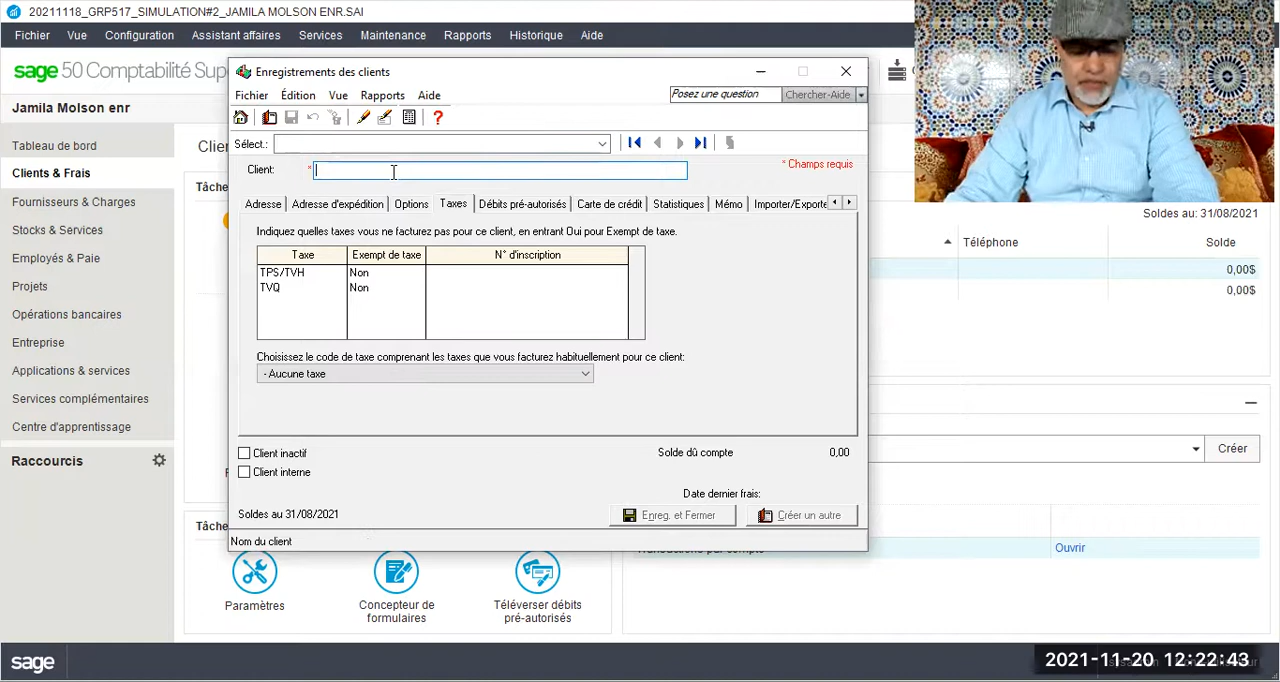 20211118_GRP517_SIMULATION#2_JAMILA MOLSON ENR.SAI
Fichier Vue Configuration Assistant affaires Services Maintenance Rapports Historique Aide
sage 50 Comptabilité
Jamila Molson enr
Tableau de bord
Clients & Frais
Fournisseurs & Charges
Stocks & Services
Employés & Paie
Projets
Opérations bancaires
Entreprise
Applications & services
Services complémentaires
Centre d'apprentissage
Raccourcis
Enregistrements des clients
Fichier Édition Vue Rapports Aide
Posez une question Chercher-Aide
Sélect.:
Client: *
* Champs requis
Adresse Adresse d'expédition Options Taxes Débits pré-autorisés Carte de crédit Statistiques Mémo
Indiquez quelles taxes vous ne facturez pas pour ce client, en entrant Oui pour Exempt de taxe.
Taxe Exempt de taxe N° d'inscription
TPS/TVH Non
TVQ Non
Choisissez le code de taxe comprenant les taxes que vous facturez habituellement pour ce client:
- Aucune taxe
Client inactif
Client interne
Solde dû compte 0,00
Date dernier frais:
Soldes au 31/08/2021
Enreg. et Fermer Créer un autre
Nom du client
Soldes au: 31/08/2021
Téléphone Solde
0,00$
0,00$
Créer
Ouvrir
Paramètres
Concepteur de
formulaires
Téléverser débits
pré-autorisés
sage
2021-11-20 12:22:43